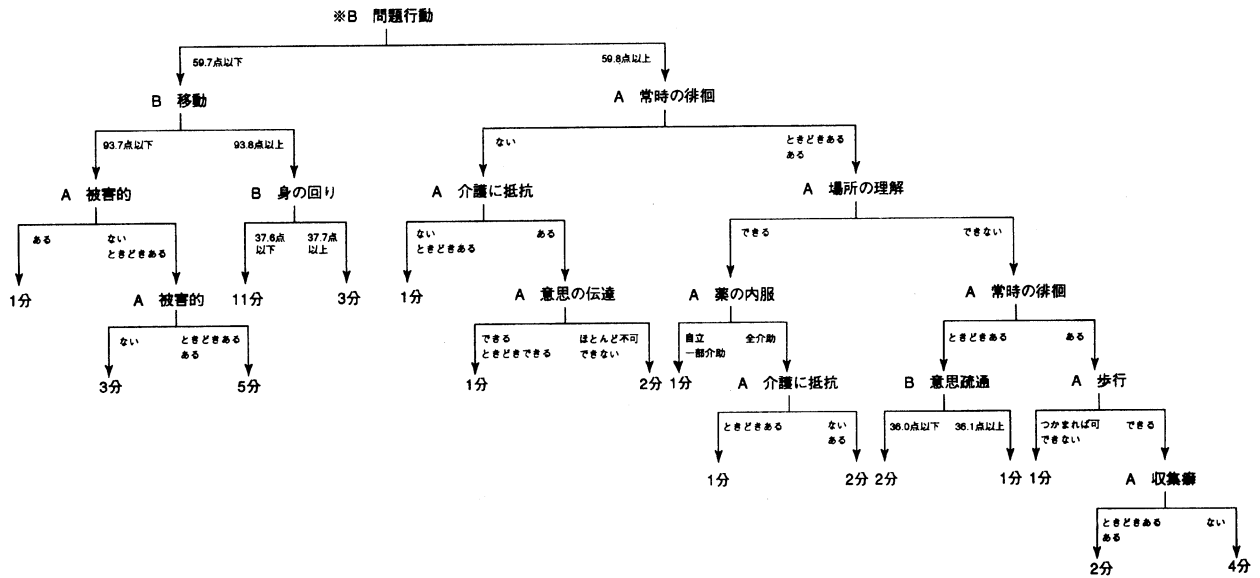 ※B 問題行動
59.7点以下
59.8点以上
B 移動
A 常時の徘徊
93.7点以下
93.8点以上
ない
ときどきある
ある
A 被害的
B 身の回り
A 介護に抵抗
A 場所の理解
ある
ない
ときどきある
37.6点
以下
37.7点
以上
ない
ときどきある
ある
できる
できない
1分
A 被害的
11分
3分
1分
A 意思の伝達
A 薬の内服
A 常時の徘徊
ない
ときどきある
ある
できる
ときどきできる
ほとんど不可
できない
自立
一部介助
全介助
ときどきある
ある
3分
5分
1分
2分
1分
A 介護に抵抗
B 意思疎通
A 歩行
ときどきある
ない
ある
36.0点以下
36.1点以上
つかまれば可
できない
できる
1分
2分
2分
1分
1分
A 収集癖
ときどきある
ある
ない
2分
4分